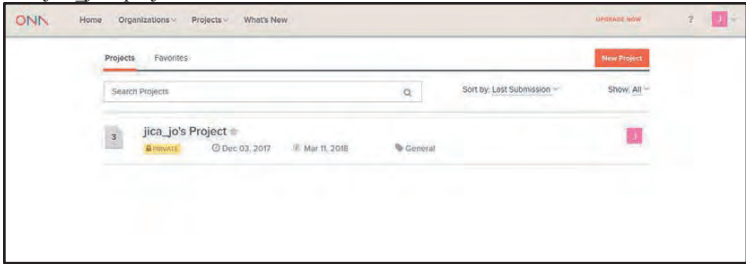 ONA Home Organizations Projects What's New UPGRADE NOW ? J
Projects Favorites New Project
Search Projects Sort by: Last Submission Show: All
3 jica_jo's Project J
PRIVATE Dec 03, 2017 Mar 11, 2018 General